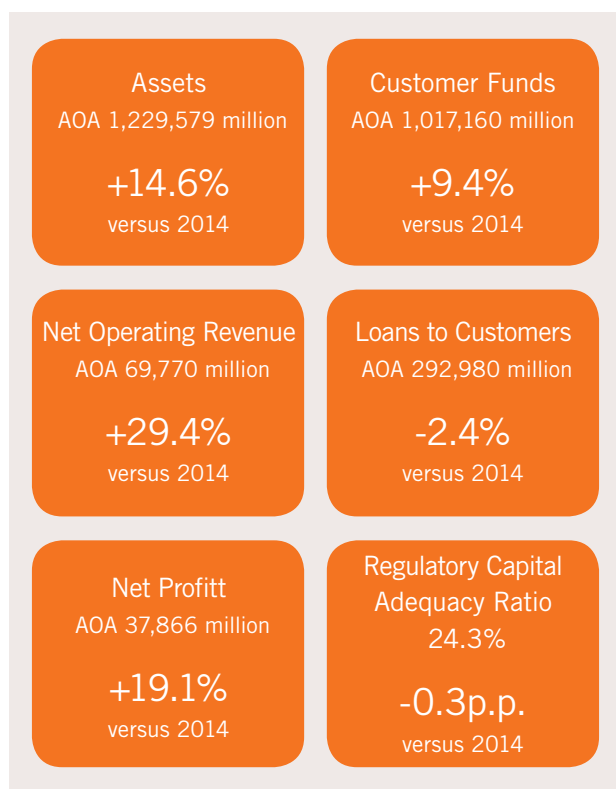 Assets
AOA 1,229,579 million
+14.6%
versus 2014
Customer Funds
AOA 1,017,160 million
+9.4%
versus 2014
Net Operating Revenue
AOA 69,770 million
+29.4%
versus 2014
Loans to Customers
AOA 292,980 million
-2.4%
versus 2014
Net Profitt
AOA 37,866 million
+19.1%
versus 2014
Regulatory Capital
Adequacy Ratio
24.3%
-0.3p.p.
versus 2014